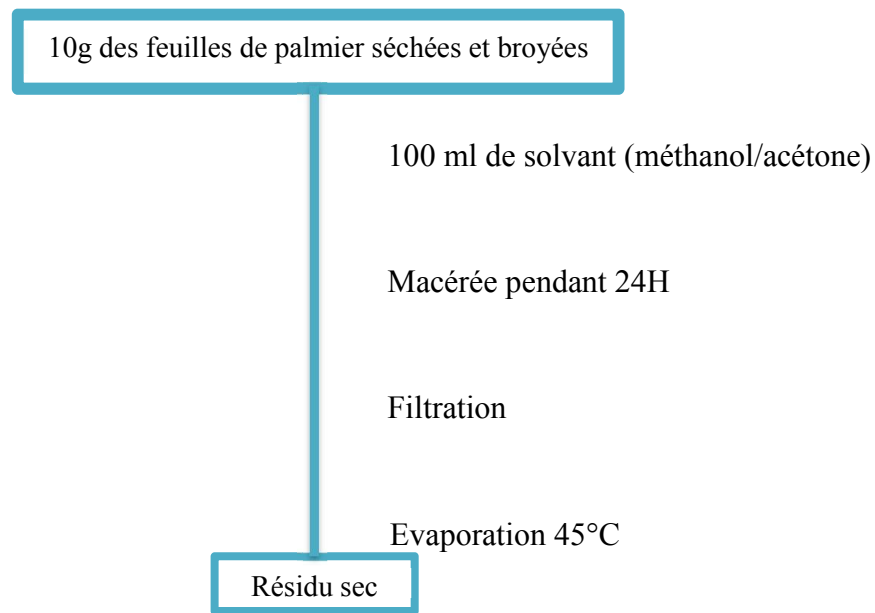 10g des feuilles de palmier séchées et broyées
100 ml de solvant (méthanol/acétone)
Macérée pendant 24H
Filtration
Evaporation 45°C
Résidu sec